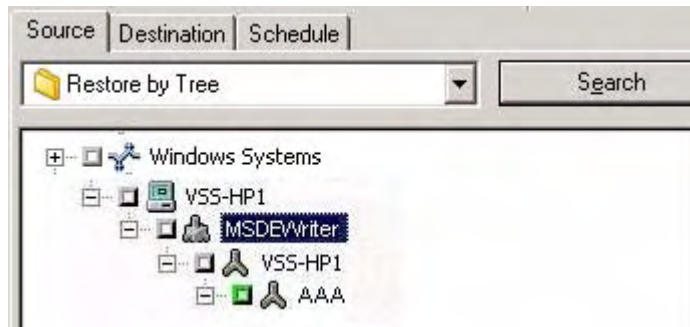 Source Destination Schedule
Restore by Tree Search
Windows Systems
VSS-HP1
MSDEWriter
VSS-HP1
AAA